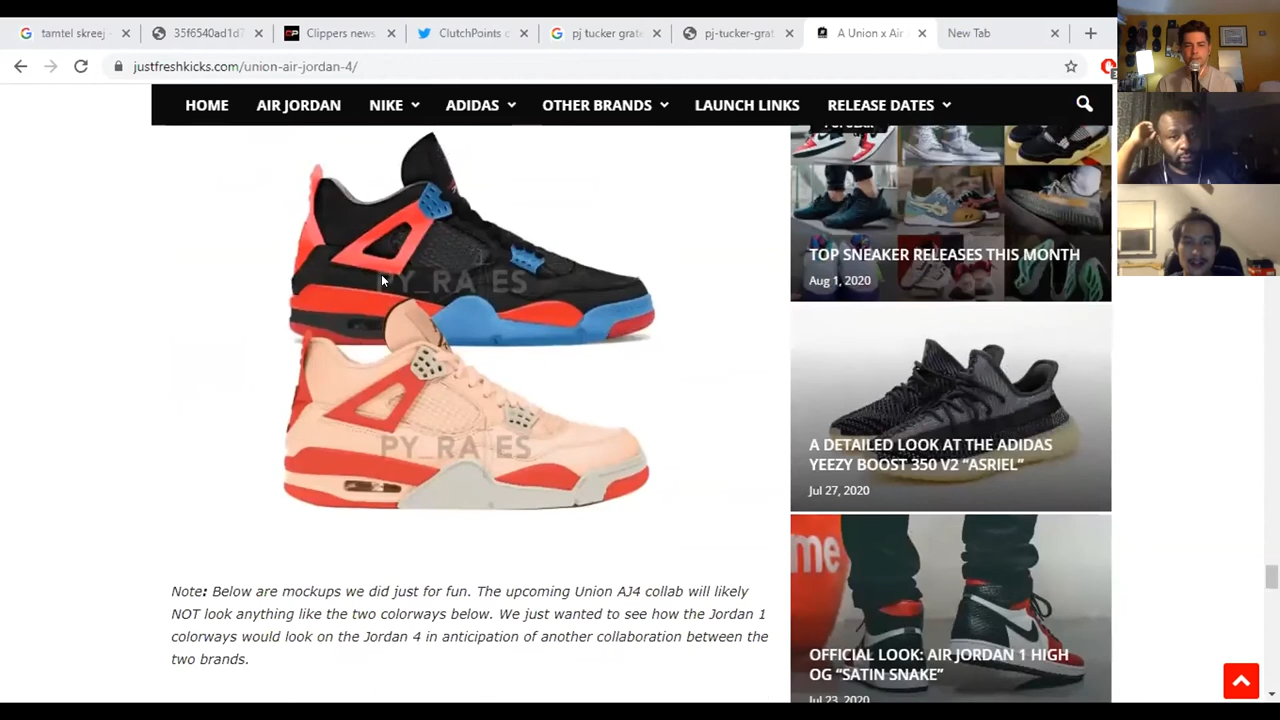 tamtel skreej
35f6540ad1d7
Clippers news
ClutchPoints c
pj tucker grate
pj-tucker-grat
A Union x Air
New Tab
justfreshkicks.com/union-air-jordan-4/
HOME
AIR JORDAN
NIKE
ADIDAS
OTHER BRANDS
LAUNCH LINKS
RELEASE DATES
PY_RATES
PY_RATES
TOP SNEAKER RELEASES THIS MONTH
Aug 1, 2020
A DETAILED LOOK AT THE ADIDAS
YEEZY BOOST 350 V2 “ASRIEL”
Jul 27, 2020
OFFICIAL LOOK: AIR JORDAN 1 HIGH
OG “SATIN SNAKE”
Jul 23, 2020
Note: Below are mockups we did just for fun. The upcoming Union AJ4 collab will likely
NOT look anything like the two colorways below. We just wanted to see how the Jordan 1
colorways would look on the Jordan 4 in anticipation of another collaboration between the
two brands.